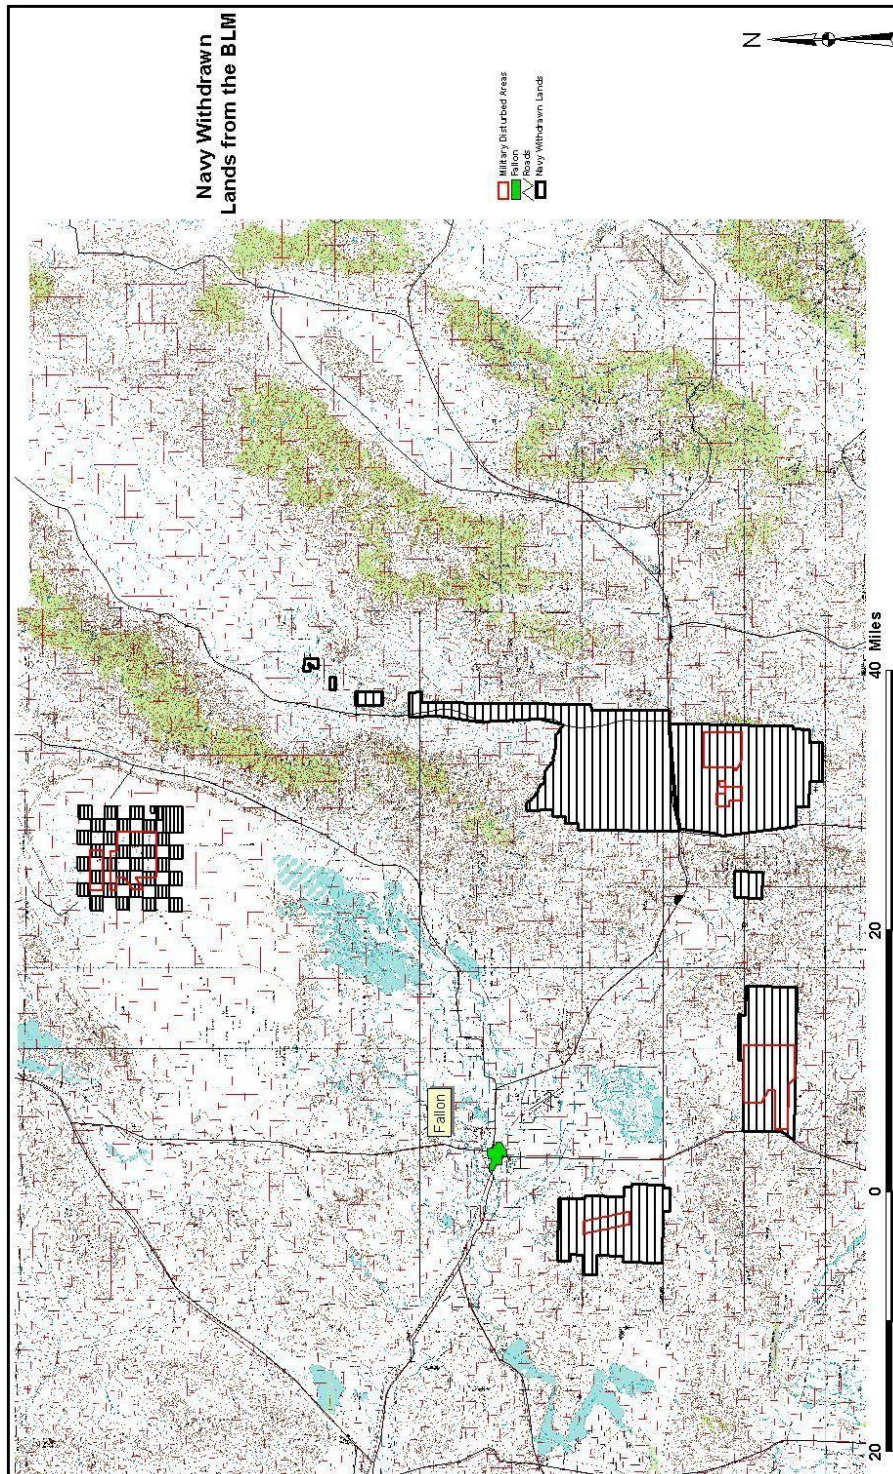 Navy Withdrawn
Lands from the BLM
N
Military Disturbed Areas
Fallon
Roads
Navy Withdrawn Lands
Fallon
20 0 20 40 Miles